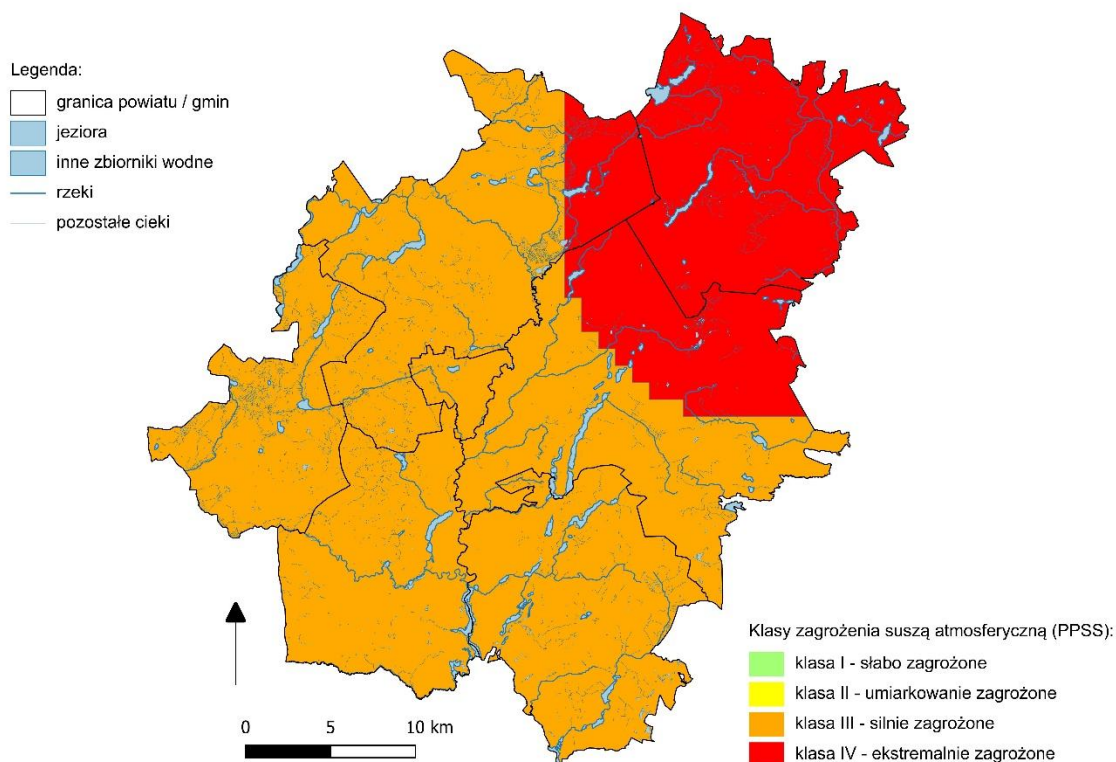 Legenda:
granica powiatu / gmin
jeziora
inne zbiorniki wodne
rzeki
pozostałe cieki
0 5 10 km
Klasy zagrożenia suszą atmosferyczną (PPSS):
klasa I - słabo zagrożone
klasa II - umiarkowanie zagrożone
klasa III - silnie zagrożone
klasa IV - ekstremalnie zagrożone